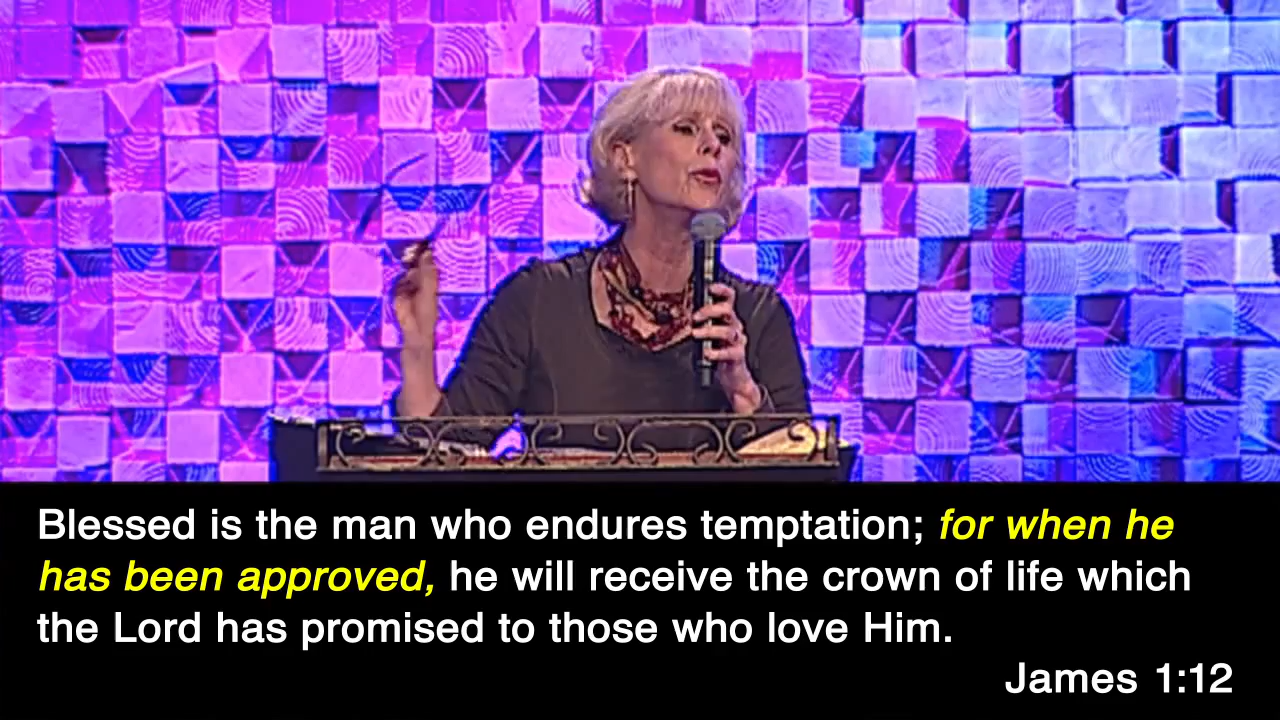 Blessed is the man who endures temptation; for when he
has been approved, he will receive the crown of life which
the Lord has promised to those who love Him.
James 1:12